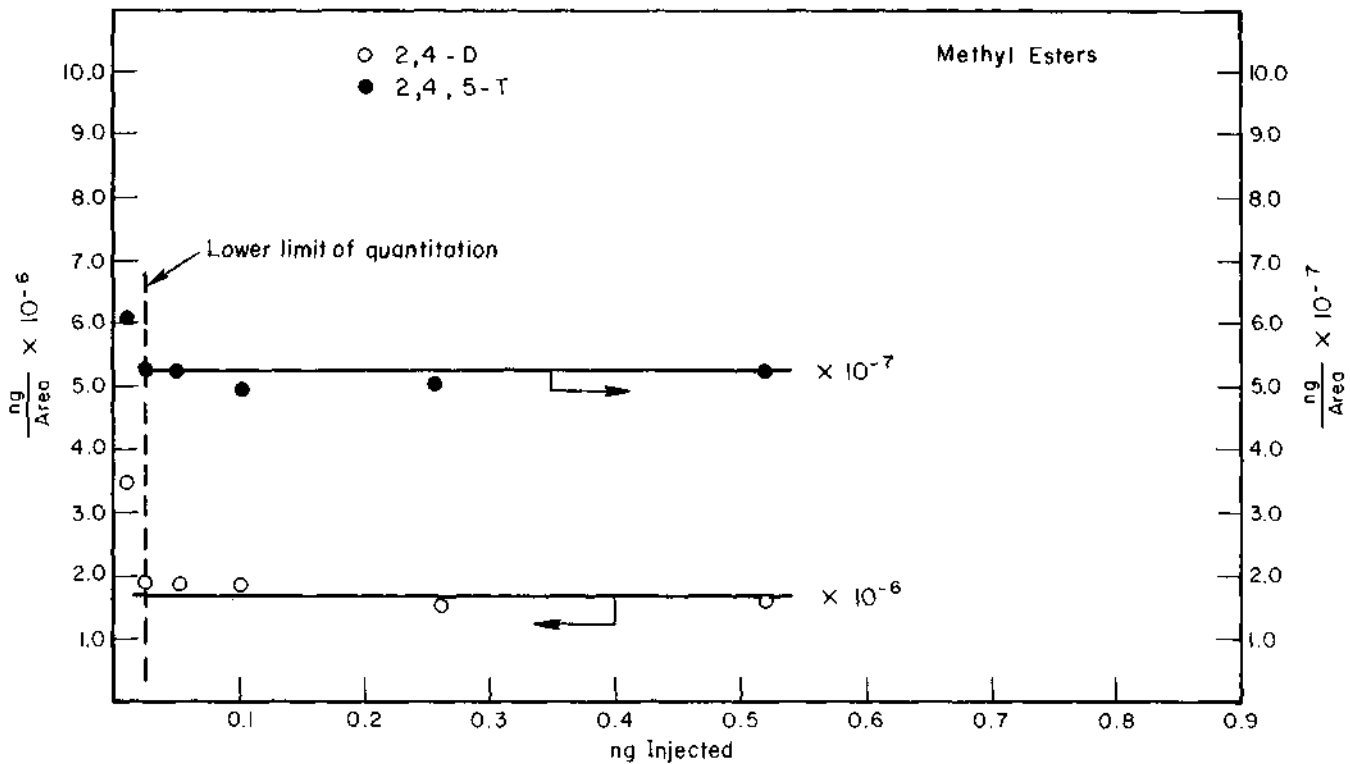 2,4-D
2,4,5-T
Methyl Esters
10.0
9.0
8.0
7.0
6.0
5.0
4.0
3.0
2.0
1.0
ng
Area
× 10⁻⁶
Lower limit of quantitation
× 10⁻⁷
× 10⁻⁶
10.0
9.0
8.0
7.0
6.0
5.0
4.0
3.0
2.0
1.0
ng
Area
× 10⁻⁷
0.1 0.2 0.3 0.4 0.5 0.6 0.7 0.8 0.9
ng Injected